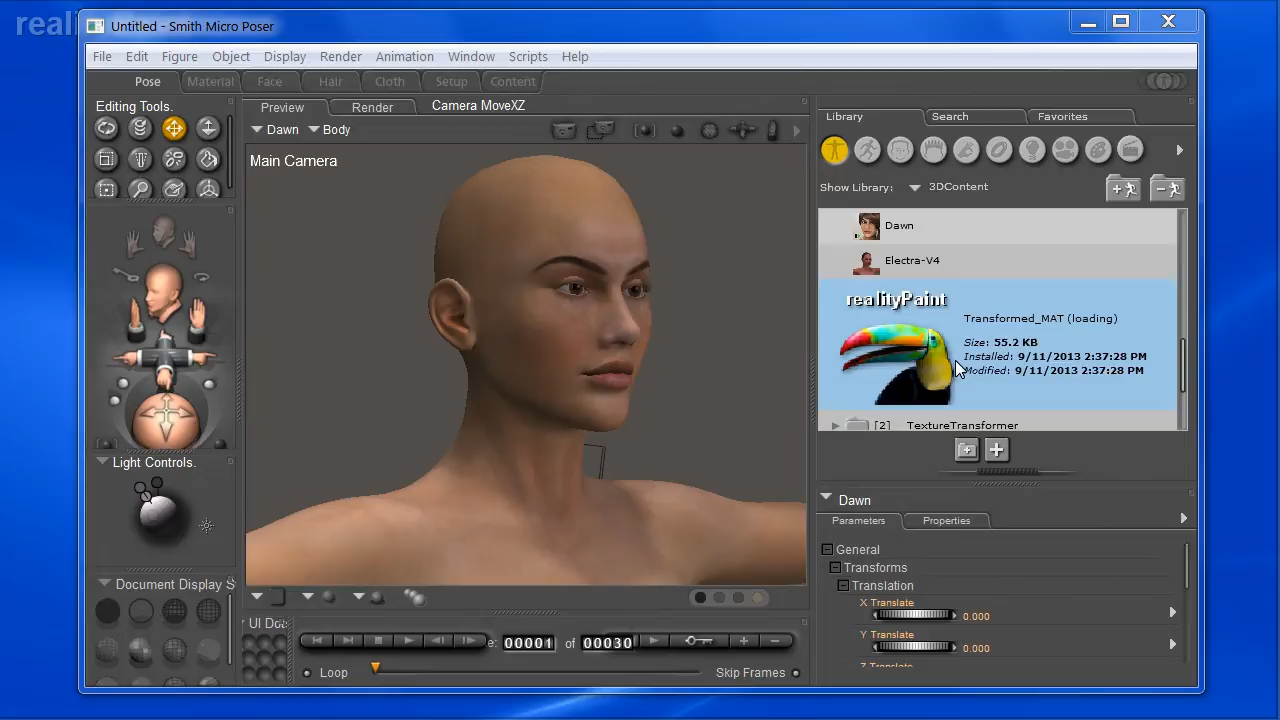 reali
Untitled - Smith Micro Poser
File Edit Figure Object Display Render Animation Window Scripts Help
Pose Material Face Hair Cloth Setup Content
Editing Tools.
Preview Render Camera MoveXZ
Dawn Body
Main Camera
Library Search Favorites
Show Library: 3DContent
Dawn
Electra-V4
realityPaint
Transformed_MAT (loading)
Size: 55.2 KB
Installed: 9/11/2013 2:37:28 PM
Modified: 9/11/2013 2:37:28 PM
[2] TextureTransformer
Light Controls.
Dawn
Parameters Properties
General
Transforms
Translation
X Translate
0.000
Y Translate
0.000
Z Translate
Document Display S
UI Do
e: 00001 of 00030
Loop Skip Frames